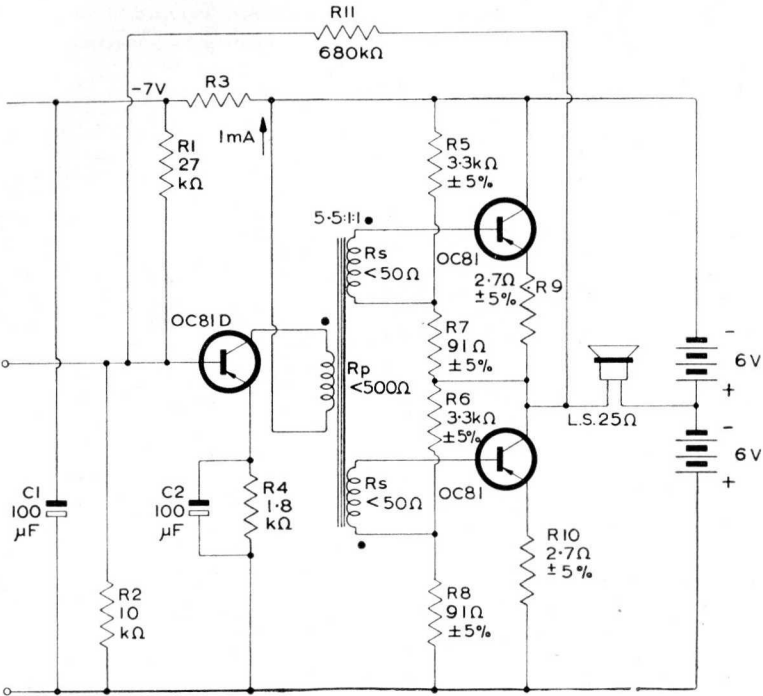 R11
680kΩ
-7V
R3
1mA
R1
27
kΩ
R5
3·3kΩ
±5%
5·5:1:1
Rs
<50Ω
OC81
2·7Ω
±5%
R9
OC81D
R7
91Ω
±5%
Rp
<500Ω
R6
3·3kΩ
±5%
L.S.25Ω
-
6V
+
-
6V
+
C1
100
μF
C2
100
μF
R4
1·8
kΩ
Rs
<50Ω
OC81
R10
2·7Ω
±5%
R2
10
kΩ
R8
91Ω
±5%